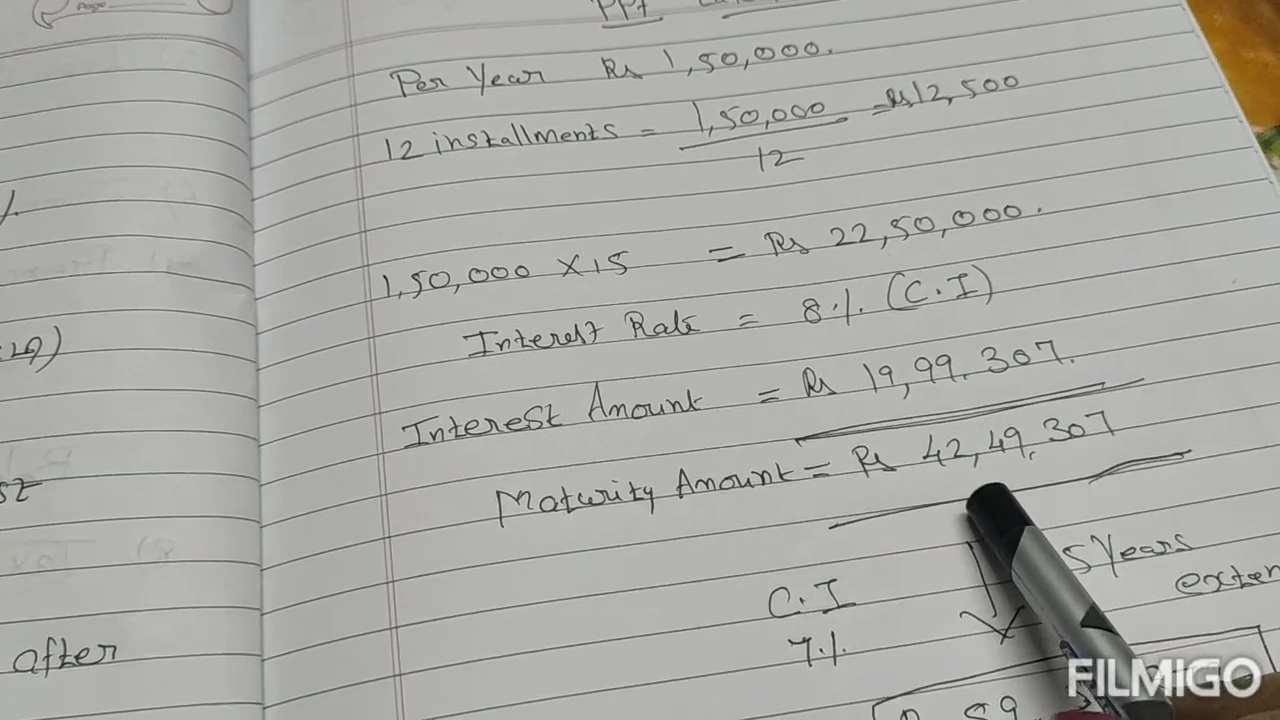 Page
PPF
Per Year Rs 1,50,000.
12 installments = 1,50,000 / 12 = Rs 12,500
1,50,000 × 15 = Rs 22,50,000.
Interest Rate = 8% (C.I)
Interest Amount = Rs 19,99,307.
Maturity Amount = Rs 42,49,307
5 Years
C.I
7%
after
FILMIGO